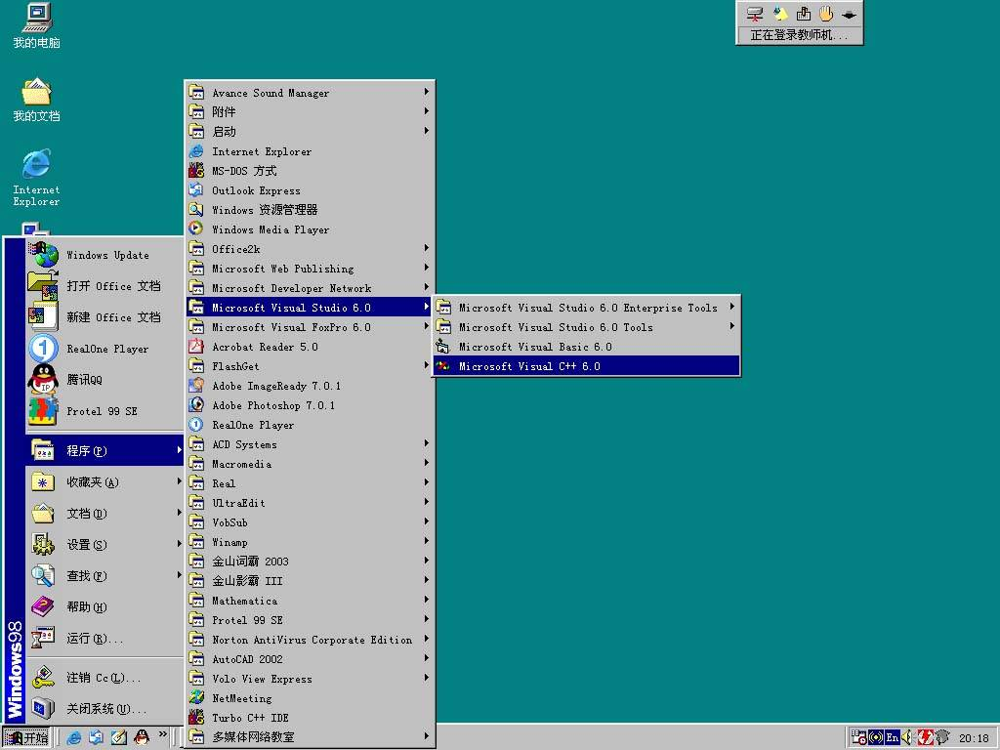 我的电脑
正在登录教师机...
我的文档
Internet
Explorer
Avance Sound Manager
附件
启动
Internet Explorer
MS-DOS 方式
Outlook Express
Windows 资源管理器
Windows Media Player
Office2k
Microsoft Web Publishing
Microsoft Developer Network
Microsoft Visual Studio 6.0
Microsoft Visual FoxPro 6.0
Acrobat Reader 5.0
FlashGet
Adobe ImageReady 7.0.1
Adobe Photoshop 7.0.1
RealOne Player
ACD Systems
Macromedia
Real
UltraEdit
VobSub
Winamp
金山词霸 2003
金山影霸 III
Mathematica
Protel 99 SE
Norton AntiVirus Corporate Edition
AutoCAD 2002
Volo View Express
NetMeeting
Turbo C++ IDE
多媒体网络教室
Microsoft Visual Studio 6.0 Enterprise Tools
Microsoft Visual Studio 6.0 Tools
Microsoft Visual Basic 6.0
Microsoft Visual C++ 6.0
Windows Update
打开 Office 文档
新建 Office 文档
RealOne Player
腾讯QQ
Protel 99 SE
程序(P)
收藏夹(A)
文档(D)
设置(S)
查找(F)
帮助(H)
运行(R)...
注销 Cc(L)...
关闭系统(U)...
Windows98
开始
En
20:18